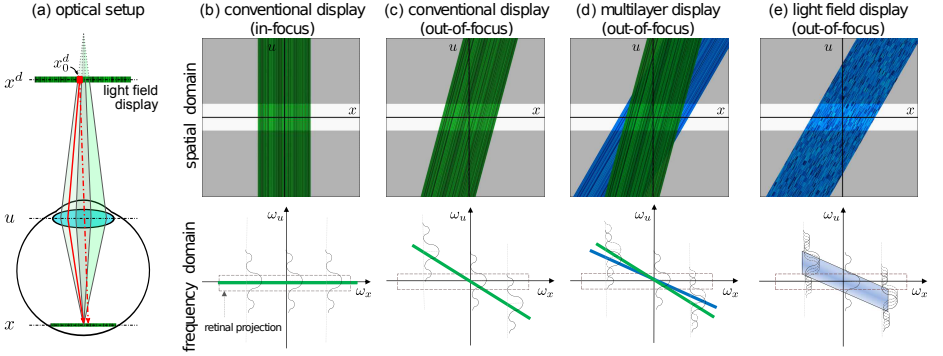 (a) optical setup
(b) conventional display
(in-focus)
(c) conventional display
(out-of-focus)
(d) multilayer display
(out-of-focus)
(e) light field display
(out-of-focus)
x_0^d
x^d
light field
display
u
x
spatial domain
u
x
u
x
u
x
u
x
frequency domain
ω_u
ω_x
retinal projection
ω_u
ω_x
ω_u
ω_x
ω_u
ω_x